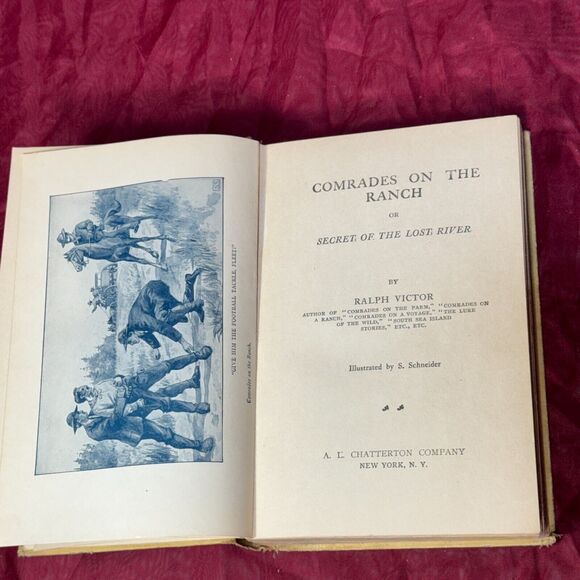 "GIVE HIM THE FOOTBALL TACKLE, FLEET!"
Comrades on the Ranch.
COMRADES ON THE
RANCH
OR
SECRET OF THE LOST RIVER
BY
RALPH VICTOR
AUTHOR OF "COMRADES ON THE FARM," "COMRADES ON
A RANCH," "COMRADES ON A VOYAGE," "THE LURE
OF THE WILD," "SOUTH SEA ISLAND
STORIES," ETC., ETC.
Illustrated by S. Schneider
A. L. CHATTERTON COMPANY
NEW YORK, N. Y.